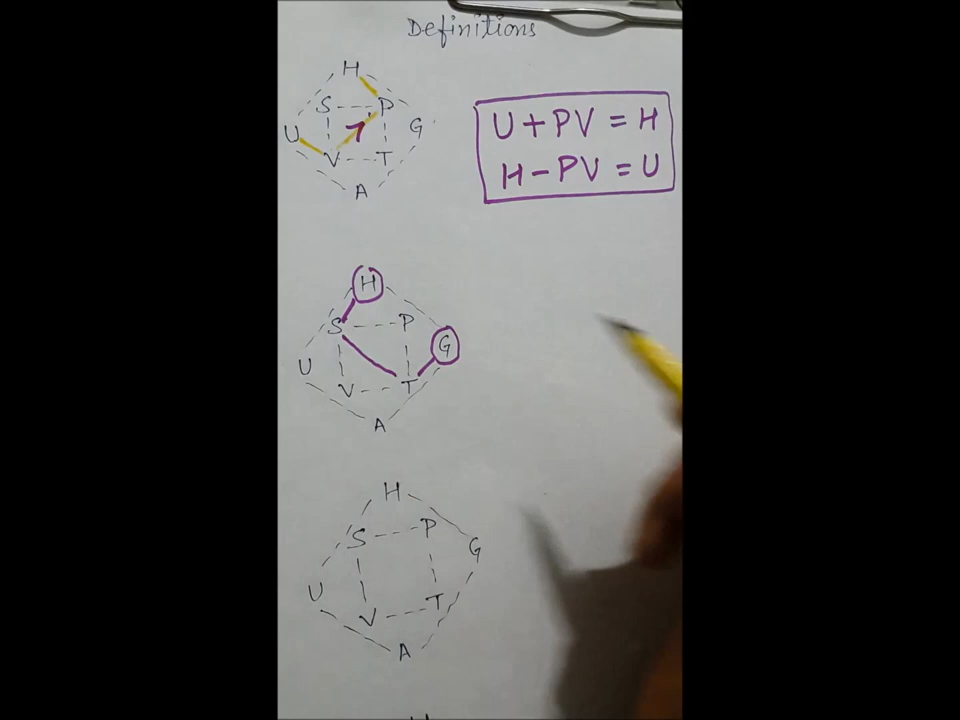 Definitions
H
S P
U G
V T
A
U + PV = H
H - PV = U
H
S P
G
U
V T
A
H
S P
G
U
V T
A